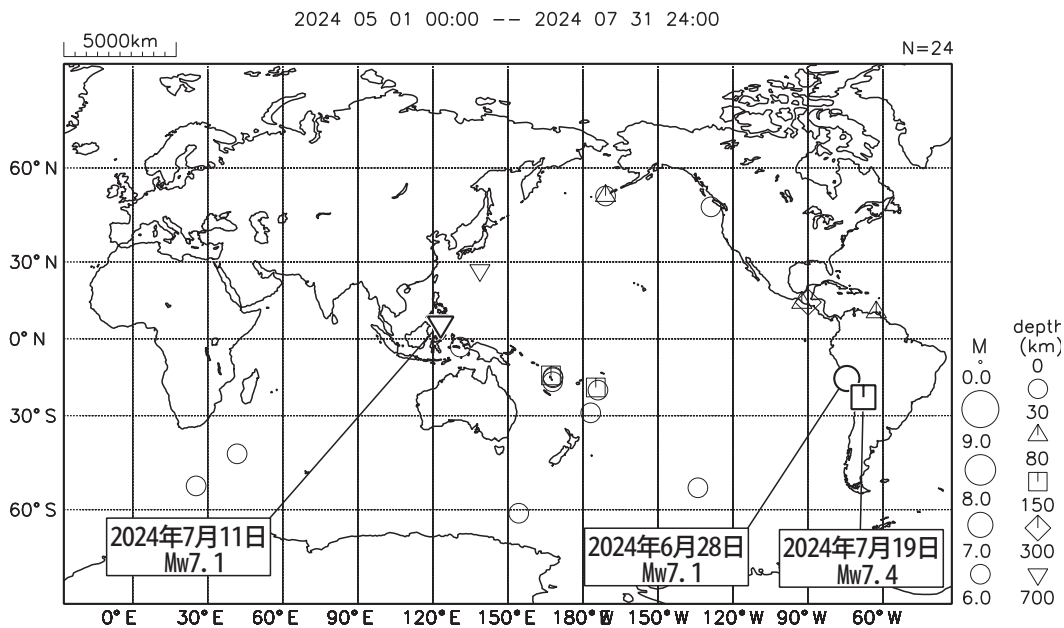 2024 05 01 00:00 -- 2024 07 31 24:00
5000km
N=24
60° N
30° N
0° N
30° S
60° S
2024年7月11日
Mw7.1
2024年6月28日
Mw7.1
2024年7月19日
Mw7.4
0° E
30° E
60° E
90° E
120° E
150° E
180° W
150° W
120° W
90° W
60° W
M
0.0
9.0
8.0
7.0
6.0
depth
(km)
0
30
80
150
300
700